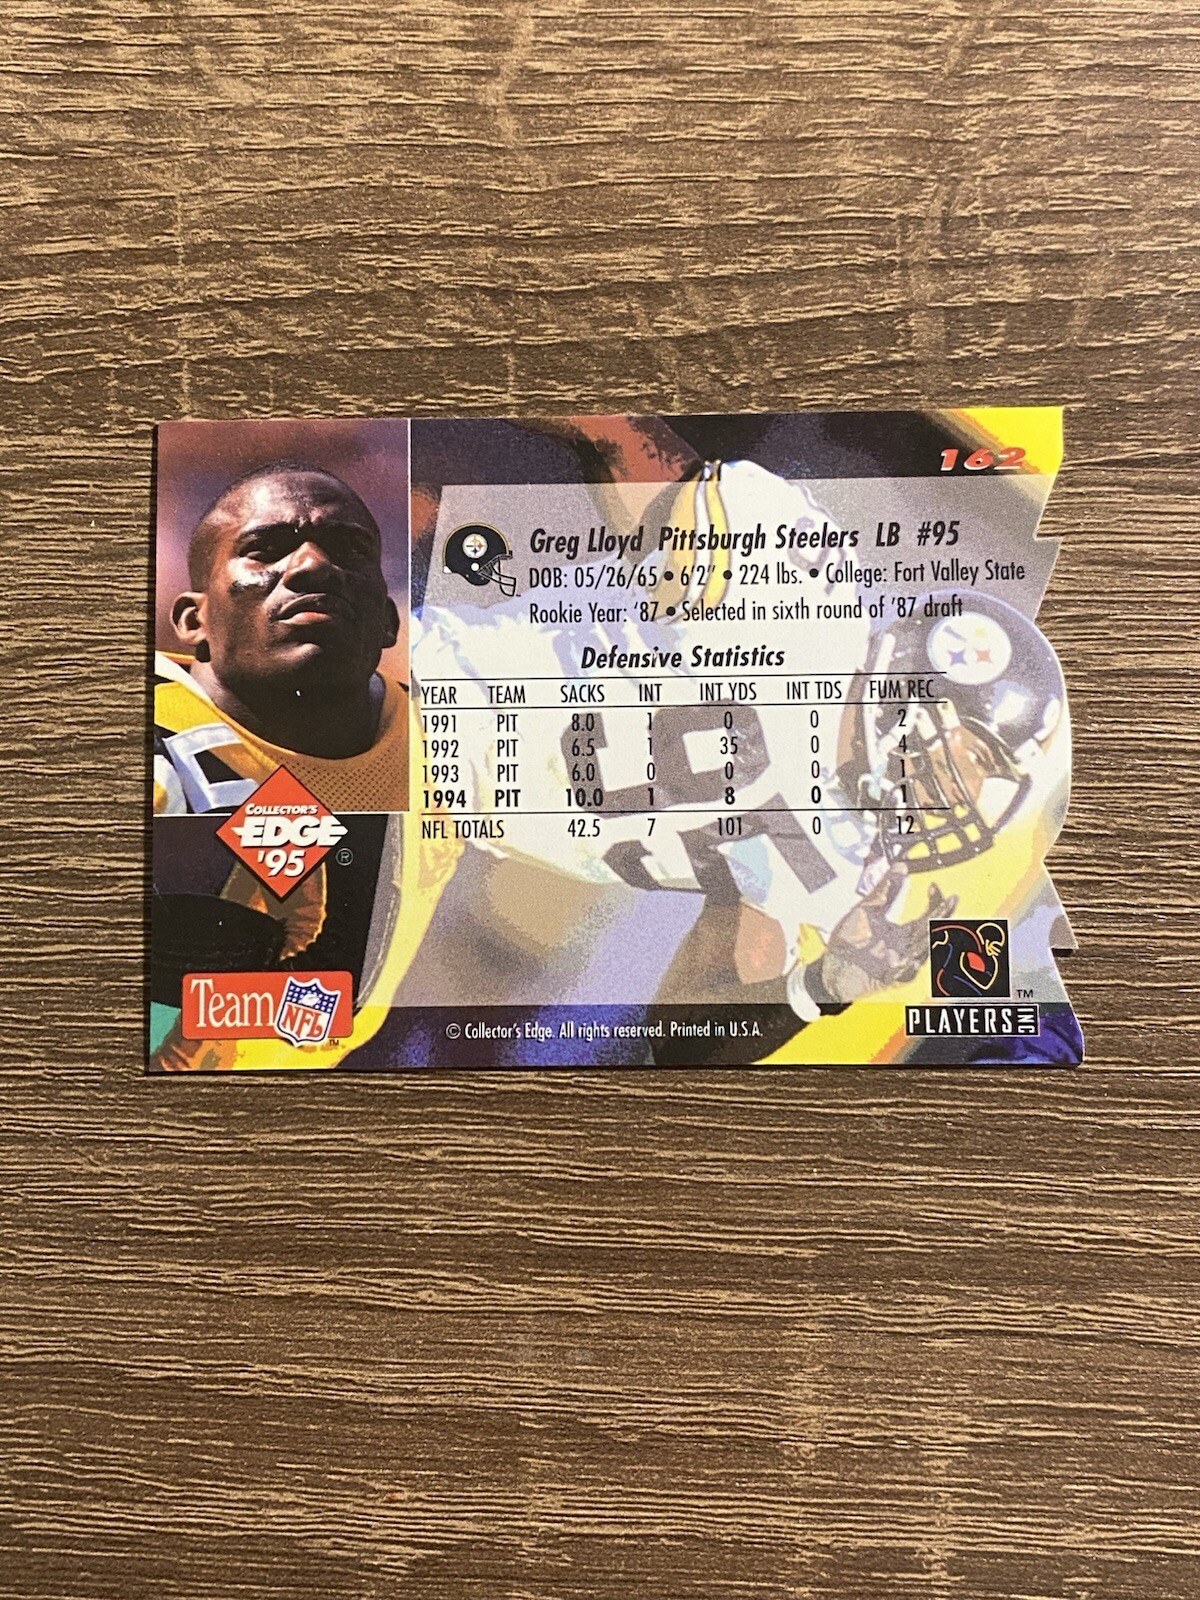 162
Greg Lloyd Pittsburgh Steelers LB #95
DOB: 05/26/65 • 6'2" • 224 lbs. • College: Fort Valley State
Rookie Year: '87 • Selected in sixth round of '87 draft
Defensive Statistics
YEAR TEAM SACKS INT INT YDS INT TDS FUM REC
1991 PIT 8.0 1 0 0 2
1992 PIT 6.5 1 35 0 4
1993 PIT 6.0 0 0 0 1
1994 PIT 10.0 1 8 0 1
NFL TOTALS 42.5 7 101 0 12
COLLECTOR'S
EDGE
'95 ®
Team NFL ™
© Collector's Edge. All rights reserved. Printed in U.S.A.
™
PLAYERS INC